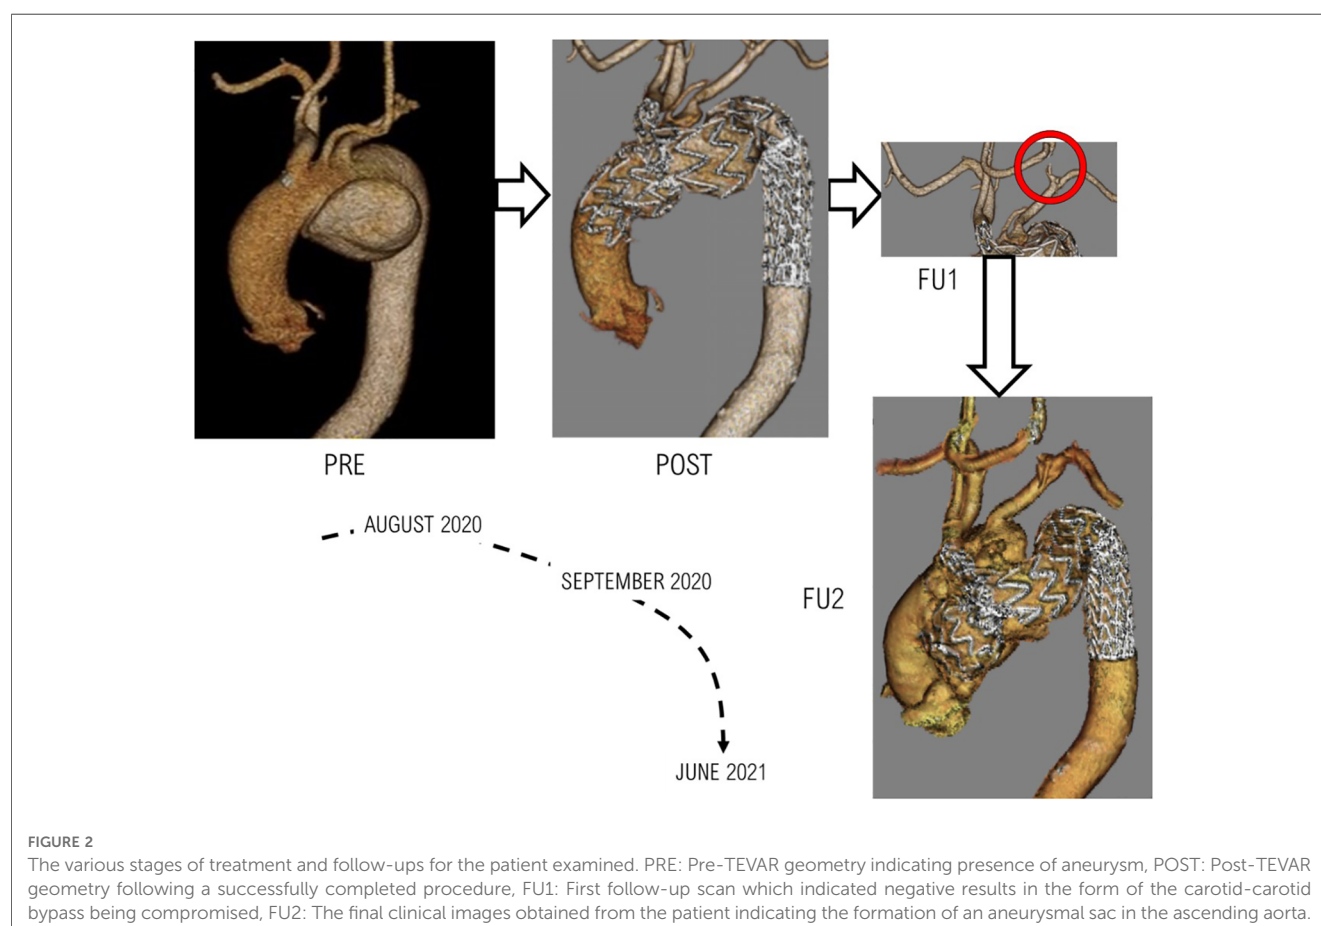 PRE
POST
FU1
AUGUST 2020
SEPTEMBER 2020
FU2
JUNE 2021
FIGURE 2
The various stages of treatment and follow-ups for the patient examined. PRE: Pre-TEVAR geometry indicating presence of aneurysm, POST: Post-TEVAR
geometry following a successfully completed procedure, FU1: First follow-up scan which indicated negative results in the form of the carotid-carotid
bypass being compromised, FU2: The final clinical images obtained from the patient indicating the formation of an aneurysmal sac in the ascending aorta.